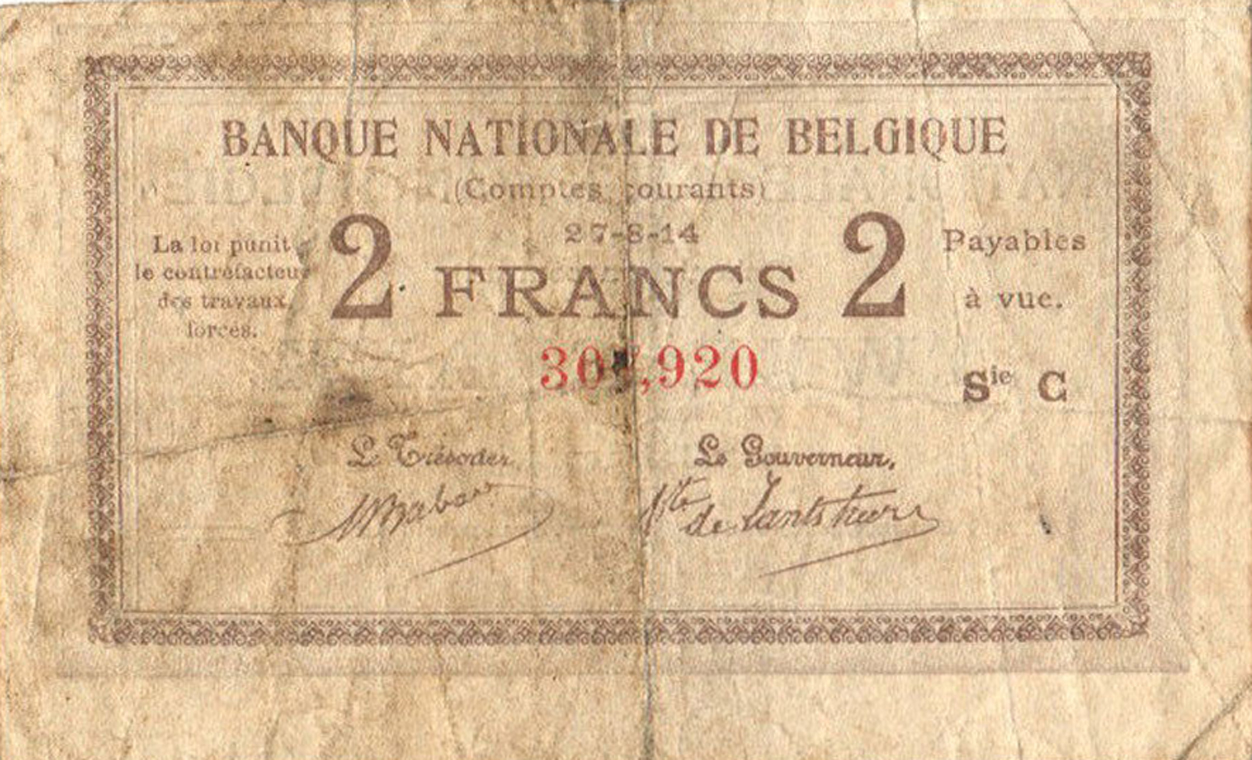 BANQUE NATIONALE DE BELGIQUE
(Comptes courants)
27-8-14
La loi punit
le contrefacteur
des travaux
forcés.
2 FRANCS 2
Payables
à vue.
,920
Sie C
Le Trésorier,
Le Gouverneur,